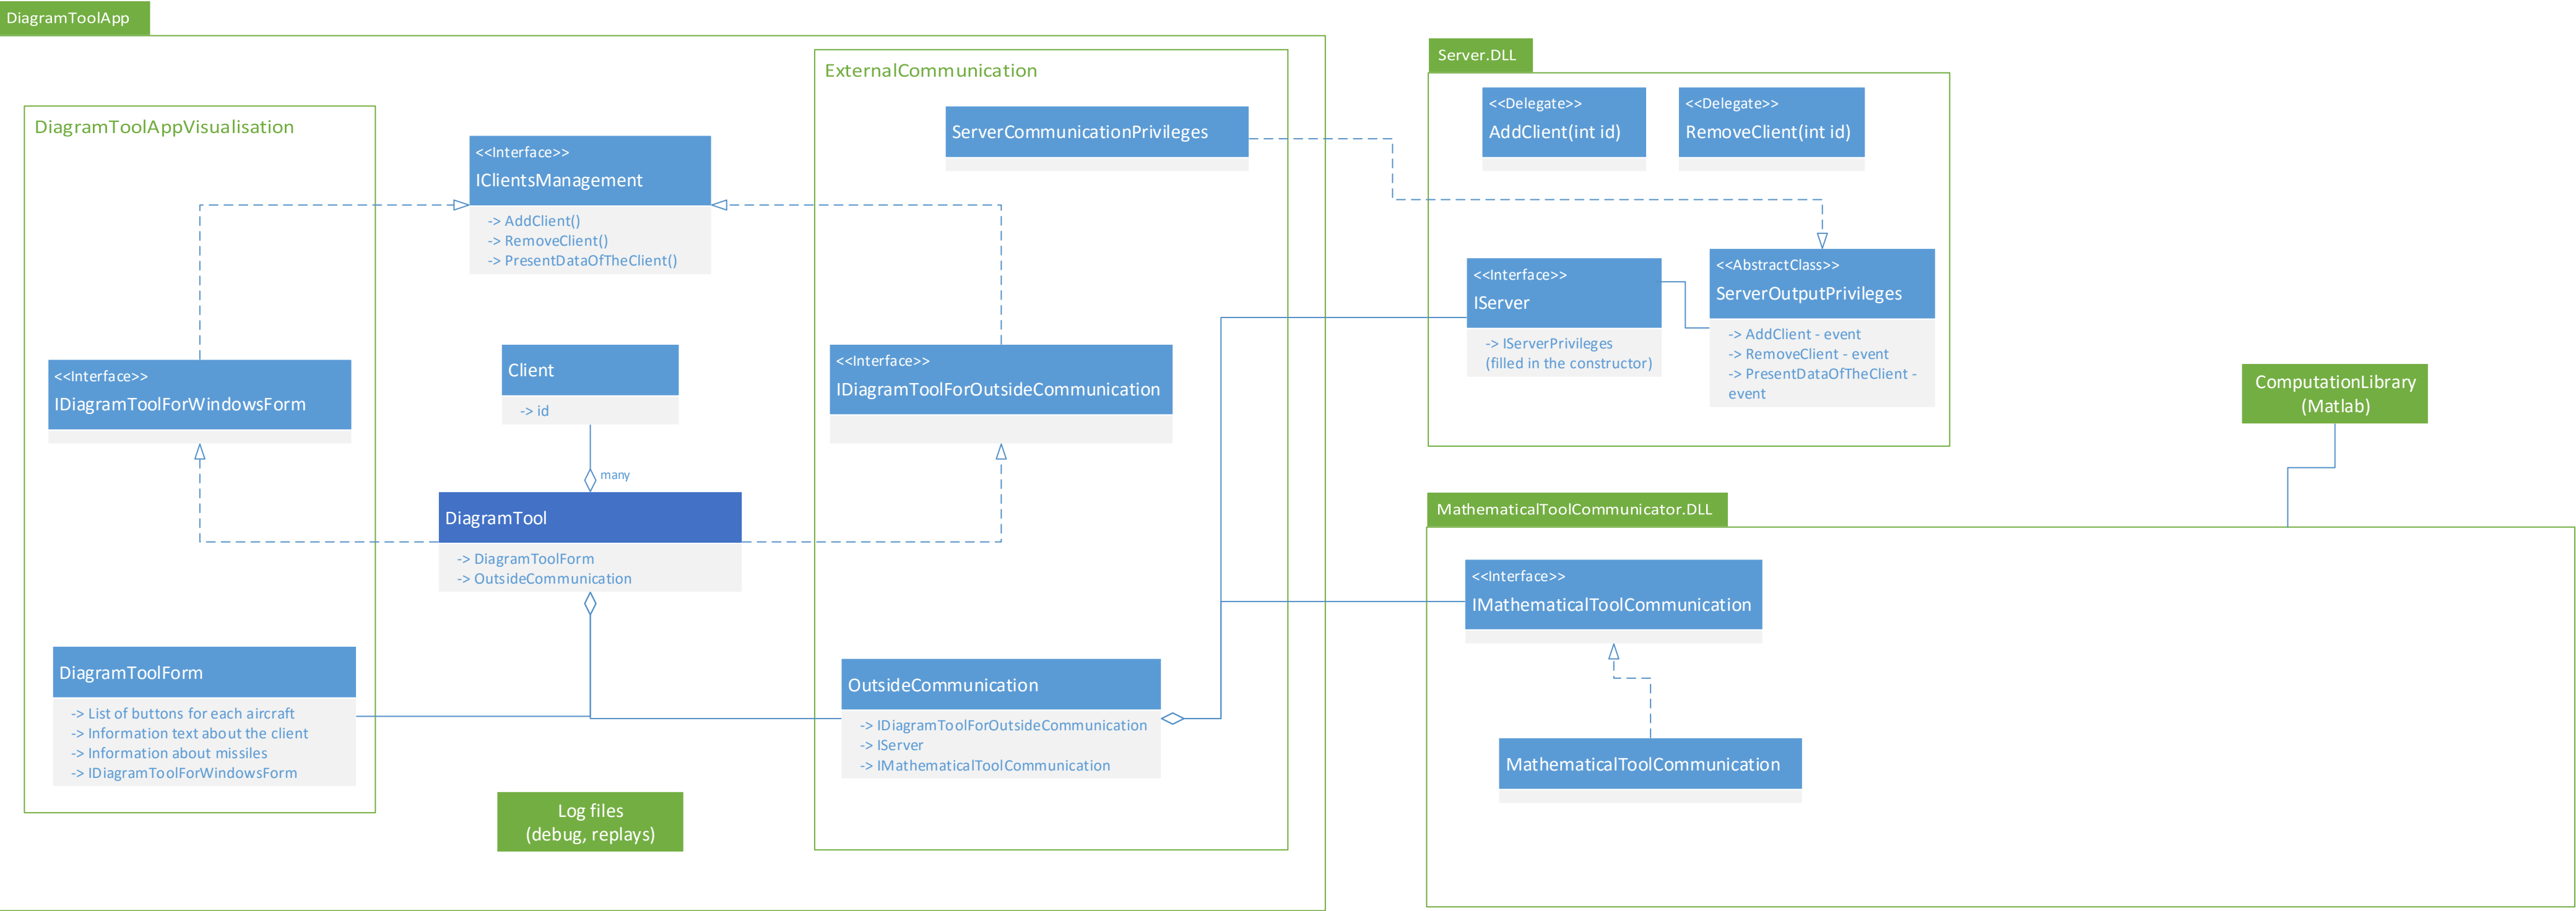 DiagramToolApp
DiagramToolAppVisualisation
<<Interface>>
IDiagramToolForWindowsForm
DiagramToolForm
-> List of buttons for each aircraft
-> Information text about the client
-> Information about missiles
-> IDiagramToolForWindowsForm
<<Interface>>
IClientsManagement
-> AddClient()
-> RemoveClient()
-> PresentDataOfTheClient()
Client
-> id
many
DiagramTool
-> DiagramToolForm
-> OutsideCommunication
Log files
(debug, replays)
ExternalCommunication
ServerCommunicationPrivileges
<<Interface>>
IDiagramToolForOutsideCommunication
OutsideCommunication
-> IDiagramToolForOutsideCommunication
-> IServer
-> IMathematicalToolCommunication
Server.DLL
<<Delegate>>
AddClient(int id)
<<Delegate>>
RemoveClient(int id)
<<Interface>>
IServer
-> IServerPrivileges
(filled in the constructor)
<<AbstractClass>>
ServerOutputPrivileges
-> AddClient - event
-> RemoveClient - event
-> PresentDataOfTheClient -
event
ComputationLibrary
(Matlab)
MathematicalToolCommunicator.DLL
<<Interface>>
IMathematicalToolCommunication
MathematicalToolCommunication